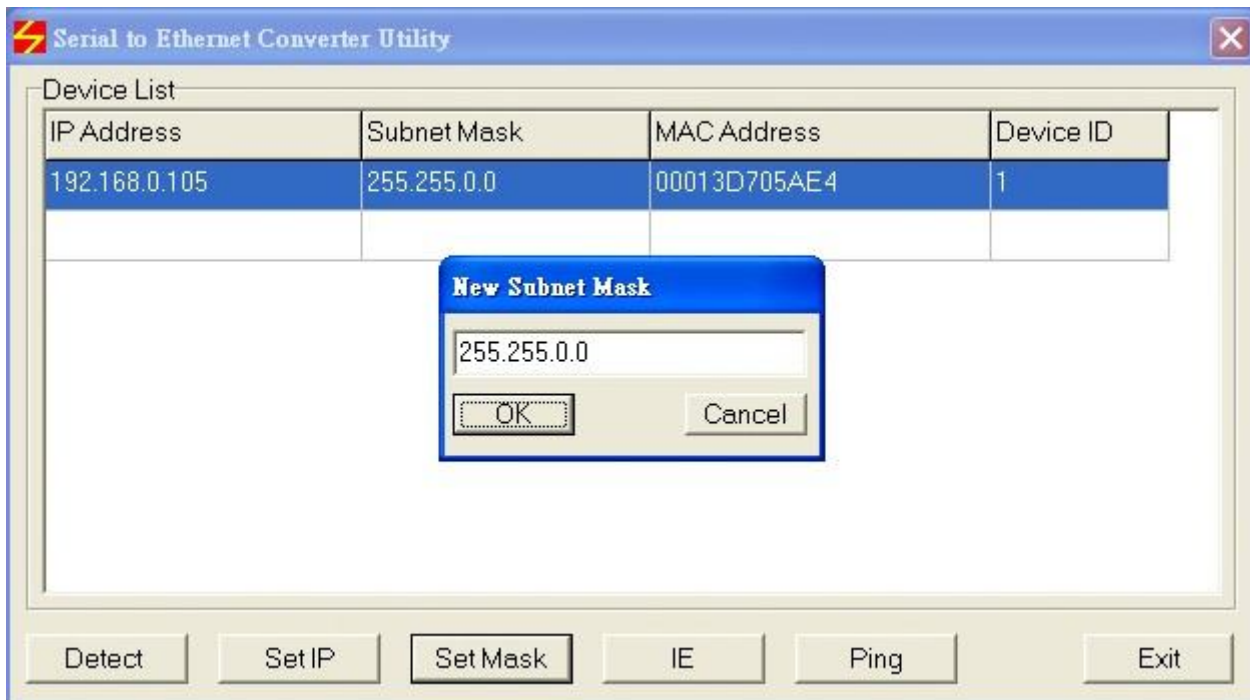 Serial to Ethernet Converter Utility
Device List
IP Address Subnet Mask MAC Address Device ID
192.168.0.105 255.255.0.0 00013D705AE4 1
New Subnet Mask
255.255.0.0
OK Cancel
Detect Set IP Set Mask IE Ping Exit